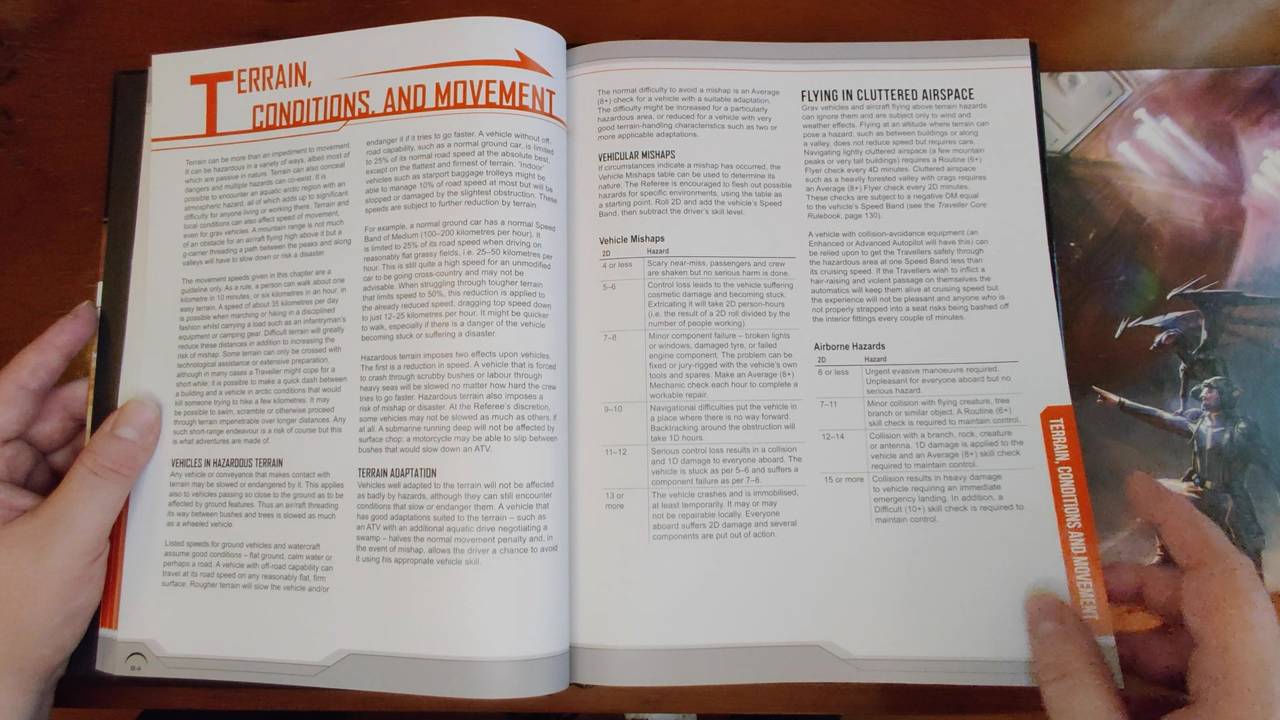 TERRAIN,
CONDITIONS, AND MOVEMENT
Terrain can be more than an impediment to movement.
It can be hazardous in a variety of ways, albeit most of
which are passive in nature. Terrain can also conceal
dangers and multiple hazards can co-exist. It is
possible to encounter an aquatic arctic region with an
atmospheric hazard, all of which adds up to significant
difficulty for anyone living or working there. Terrain and
local conditions can also affect speed of movement,
even for grav vehicles. A mountain range is not much
of an obstacle for an aircraft flying high above it but a
g-carrier threading a path between the peaks and along
valleys will have to slow down or risk a disaster.
The movement speeds given in this chapter are a
guideline only. As a rule, a person can walk about one
kilometre in 10 minutes, or six kilometres in an hour, in
easy terrain. A speed of about 35 kilometres per day
is possible when marching or hiking in a disciplined
fashion whilst carrying a load such as an infantryman's
equipment or camping gear. Difficult terrain will greatly
reduce these distances in addition to increasing the
risk of mishap. Some terrain can only be crossed with
technological assistance or extensive preparation,
although in many cases a Traveller might cope for a
short while, it is possible to make a quick dash between
a building and a vehicle in arctic conditions that would
kill someone trying to hike a few kilometres. It may
be possible to swim, scramble or otherwise proceed
through terrain impenetrable over longer distances. Any
such short-range endeavour is a risk of course but this
is what adventures are made of.
VEHICLES IN HAZARDOUS TERRAIN
Any vehicle or conveyance that makes contact with
terrain may be slowed or endangered by it. This applies
also to vehicles passing so close to the ground as to be
affected by ground features. Thus an aircraft threading
its way between bushes and trees is slowed as much
as a wheeled vehicle.
Listed speeds for ground vehicles and watercraft
assume good conditions – flat ground, calm water or
perhaps a road. A vehicle with off-road capability can
travel at its road speed on any reasonably flat, firm
surface. Rougher terrain will slow the vehicle and/or
endanger it if it tries to go faster. A vehicle without off-
road capability, such as a normal ground car, is limited
to 25% of its normal road speed at the absolute best,
except on the flattest and firmest of terrain. 'Indoor'
vehicles such as starport baggage trolleys might be
able to manage 10% of road speed at most but will be
stopped or damaged by the slightest obstruction. These
speeds are subject to further reduction by terrain.
For example, a normal ground car has a normal Speed
Band of Medium (100–200 kilometres per hour). It
is limited to 25% of its road speed when driving on
reasonably flat grassy fields, i.e. 25–50 kilometres per
hour. This is still quite a high speed for an unmodified
car to be going cross-country and may not be
advisable. When struggling through tougher terrain
that limits speed to 50%, this reduction is applied to
the already reduced speed, dragging top speed down
to just 12–25 kilometres per hour. It might be quicker
to walk, especially if there is a danger of the vehicle
becoming stuck or suffering a disaster.
Hazardous terrain imposes two effects upon vehicles.
The first is a reduction in speed. A vehicle that is forced
to crash through scrubby bushes or labour through
heavy seas will be slowed no matter how hard the crew
tries to go faster. Hazardous terrain also imposes a
risk of mishap or disaster. At the Referee's discretion,
some vehicles may not be slowed as much as others, if
at all. A submarine running deep will not be affected by
surface chop; a motorcycle may be able to slip between
bushes that would slow down an ATV.
TERRAIN ADAPTATION
Vehicles well adapted to the terrain will not be affected
as badly by hazards, although they can still encounter
conditions that slow or endanger them. A vehicle that
has good adaptations suited to the terrain – such as
an ATV with an additional aquatic drive negotiating a
swamp – halves the normal movement penalty and, in
the event of mishap, allows the driver a chance to avoid
it using his appropriate vehicle skill.
The normal difficulty to avoid a mishap is an Average
(8+) check for a vehicle with a suitable adaptation.
The difficulty might be increased for a particularly
hazardous area, or reduced for a vehicle with very
good terrain-handling characteristics such as two or
more applicable adaptations.
VEHICULAR MISHAPS
If circumstances indicate a mishap has occurred, the
Vehicle Mishaps table can be used to determine its
nature. The Referee is encouraged to flesh out possible
hazards for specific environments, using the table as
a starting point. Roll 2D and add the vehicle's Speed
Band, then subtract the driver's skill level.
Vehicle Mishaps
2D Hazard
4 or less Scary near-miss, passengers and crew
are shaken but no serious harm is done.
5–6 Control loss leads to the vehicle suffering
cosmetic damage and becoming stuck.
Extricating it will take 2D person-hours
(i.e. the result of a 2D roll divided by the
number of people working).
7–8 Minor component failure – broken lights
or windows, damaged tyre, or failed
engine component. The problem can be
fixed or jury-rigged with the vehicle's own
tools and spares. Make an Average (8+)
Mechanic check each hour to complete a
workable repair.
9–10 Navigational difficulties put the vehicle in
a place where there is no way forward.
Backtracking around the obstruction will
take 1D hours.
11–12 Serious control loss results in a collision
and 1D damage to everyone aboard. The
vehicle is stuck as per 5–6 and suffers a
component failure as per 7–8.
13 or
more The vehicle crashes and is immobilised,
at least temporarily. It may or may
not be repairable locally. Everyone
aboard suffers 2D damage and several
components are put out of action.
FLYING IN CLUTTERED AIRSPACE
Grav vehicles and aircraft flying above terrain hazards
can ignore them and are subject only to wind and
weather effects. Flying at an altitude where terrain can
pose a hazard, such as between buildings or along
a valley, does not reduce speed but requires care.
Navigating lightly cluttered airspace (a few mountain
peaks or very tall buildings) requires a Routine (6+)
Flyer check every 4D minutes. Cluttered airspace
such as a heavily forested valley with crags requires
an Average (8+) Flyer check every 2D minutes.
These checks are subject to a negative DM equal
to the vehicle's Speed Band (see the Traveller Core
Rulebook, page 130).
A vehicle with collision-avoidance equipment (an
Enhanced or Advanced Autopilot will have this) can
be relied upon to get the Travellers safely through
the hazardous area at one Speed Band less than
its cruising speed. If the Travellers wish to inflict a
hair-raising and violent passage on themselves the
automatics will keep them alive at cruising speed but
the experience will not be pleasant and anyone who is
not properly strapped into a seat risks being bashed off
the interior fittings every couple of minutes.
Airborne Hazards
2D Hazard
6 or less Urgent evasive manoeuvre required.
Unpleasant for everyone aboard but no
serious hazard.
7–11 Minor collision with flying creature, tree
branch or similar object. A Routine (6+)
skill check is required to maintain control.
12–14 Collision with a branch, rock, creature
or antenna. 1D damage is applied to the
vehicle and an Average (8+) skill check
required to maintain control.
15 or more Collision results in heavy damage
to vehicle requiring an immediate
emergency landing. In addition, a
Difficult (10+) skill check is required to
maintain control.
TERRAIN, CONDITIONS AND MOVEMENT